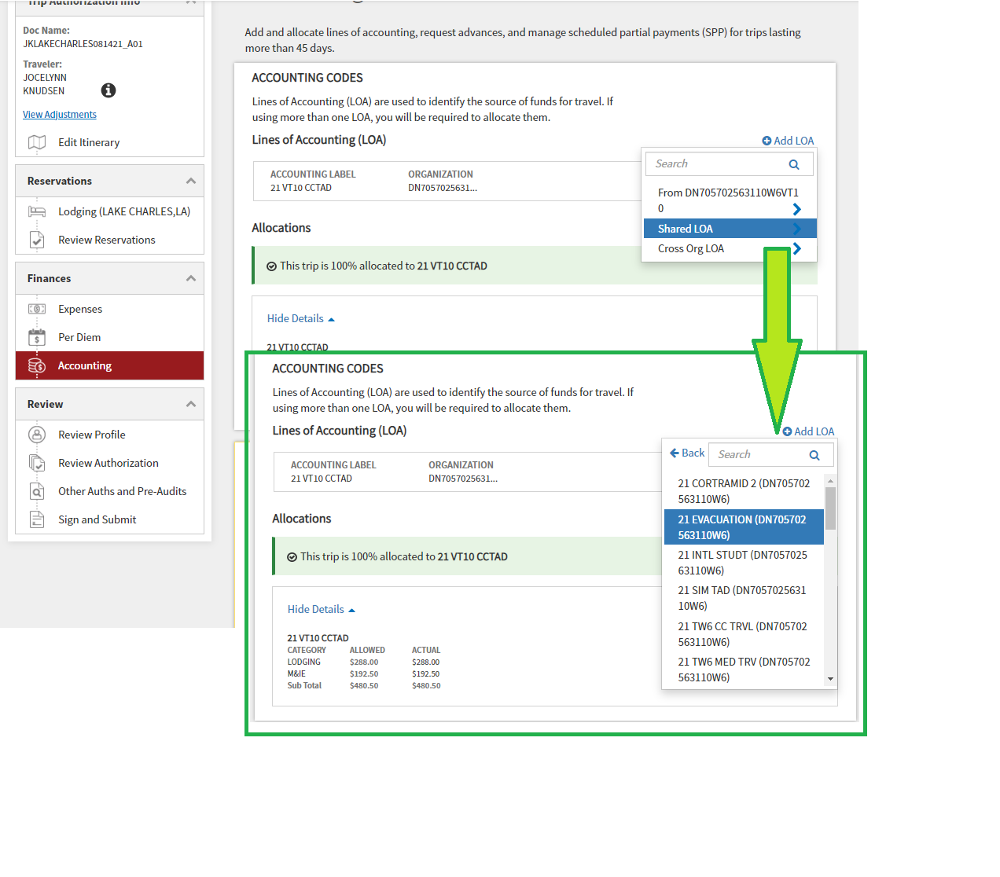 Trip Authorization Info
Doc Name:
JKLAKECHARLES081421_A01
Traveler:
JOCELYNN
KNUDSEN
View Adjustments
Edit Itinerary
Reservations
Lodging (LAKE CHARLES,LA)
Review Reservations
Finances
Expenses
Per Diem
Accounting
Review
Review Profile
Review Authorization
Other Auths and Pre-Audits
Sign and Submit
Add and allocate lines of accounting, request advances, and manage scheduled partial payments (SPP) for trips lasting
more than 45 days.
ACCOUNTING CODES
Lines of Accounting (LOA) are used to identify the source of funds for travel. If
using more than one LOA, you will be required to allocate them.
Lines of Accounting (LOA)
Add LOA
ACCOUNTING LABEL ORGANIZATION
21 VT10 CCTAD DN7057025631...
Search
From DN705702563110W6VT1
0
Shared LOA
Cross Org LOA
Allocations
This trip is 100% allocated to 21 VT10 CCTAD
Hide Details
21 VT10 CCTAD
ACCOUNTING CODES
Lines of Accounting (LOA) are used to identify the source of funds for travel. If
using more than one LOA, you will be required to allocate them.
Lines of Accounting (LOA)
Add LOA
ACCOUNTING LABEL ORGANIZATION
21 VT10 CCTAD DN7057025631...
Back Search
21 CORTRAMID 2 (DN705702
563110W6)
21 EVACUATION (DN705702
563110W6)
21 INTL STUDT (DN7057025
63110W6)
21 SIM TAD (DN7057025631
10W6)
21 TW6 CC TRVL (DN705702
563110W6)
21 TW6 MED TRV (DN705702
563110W6)
Allocations
This trip is 100% allocated to 21 VT10 CCTAD
Hide Details
21 VT10 CCTAD
CATEGORY ALLOWED ACTUAL
LODGING $288.00 $288.00
M&IE $192.50 $192.50
Sub Total $480.50 $480.50